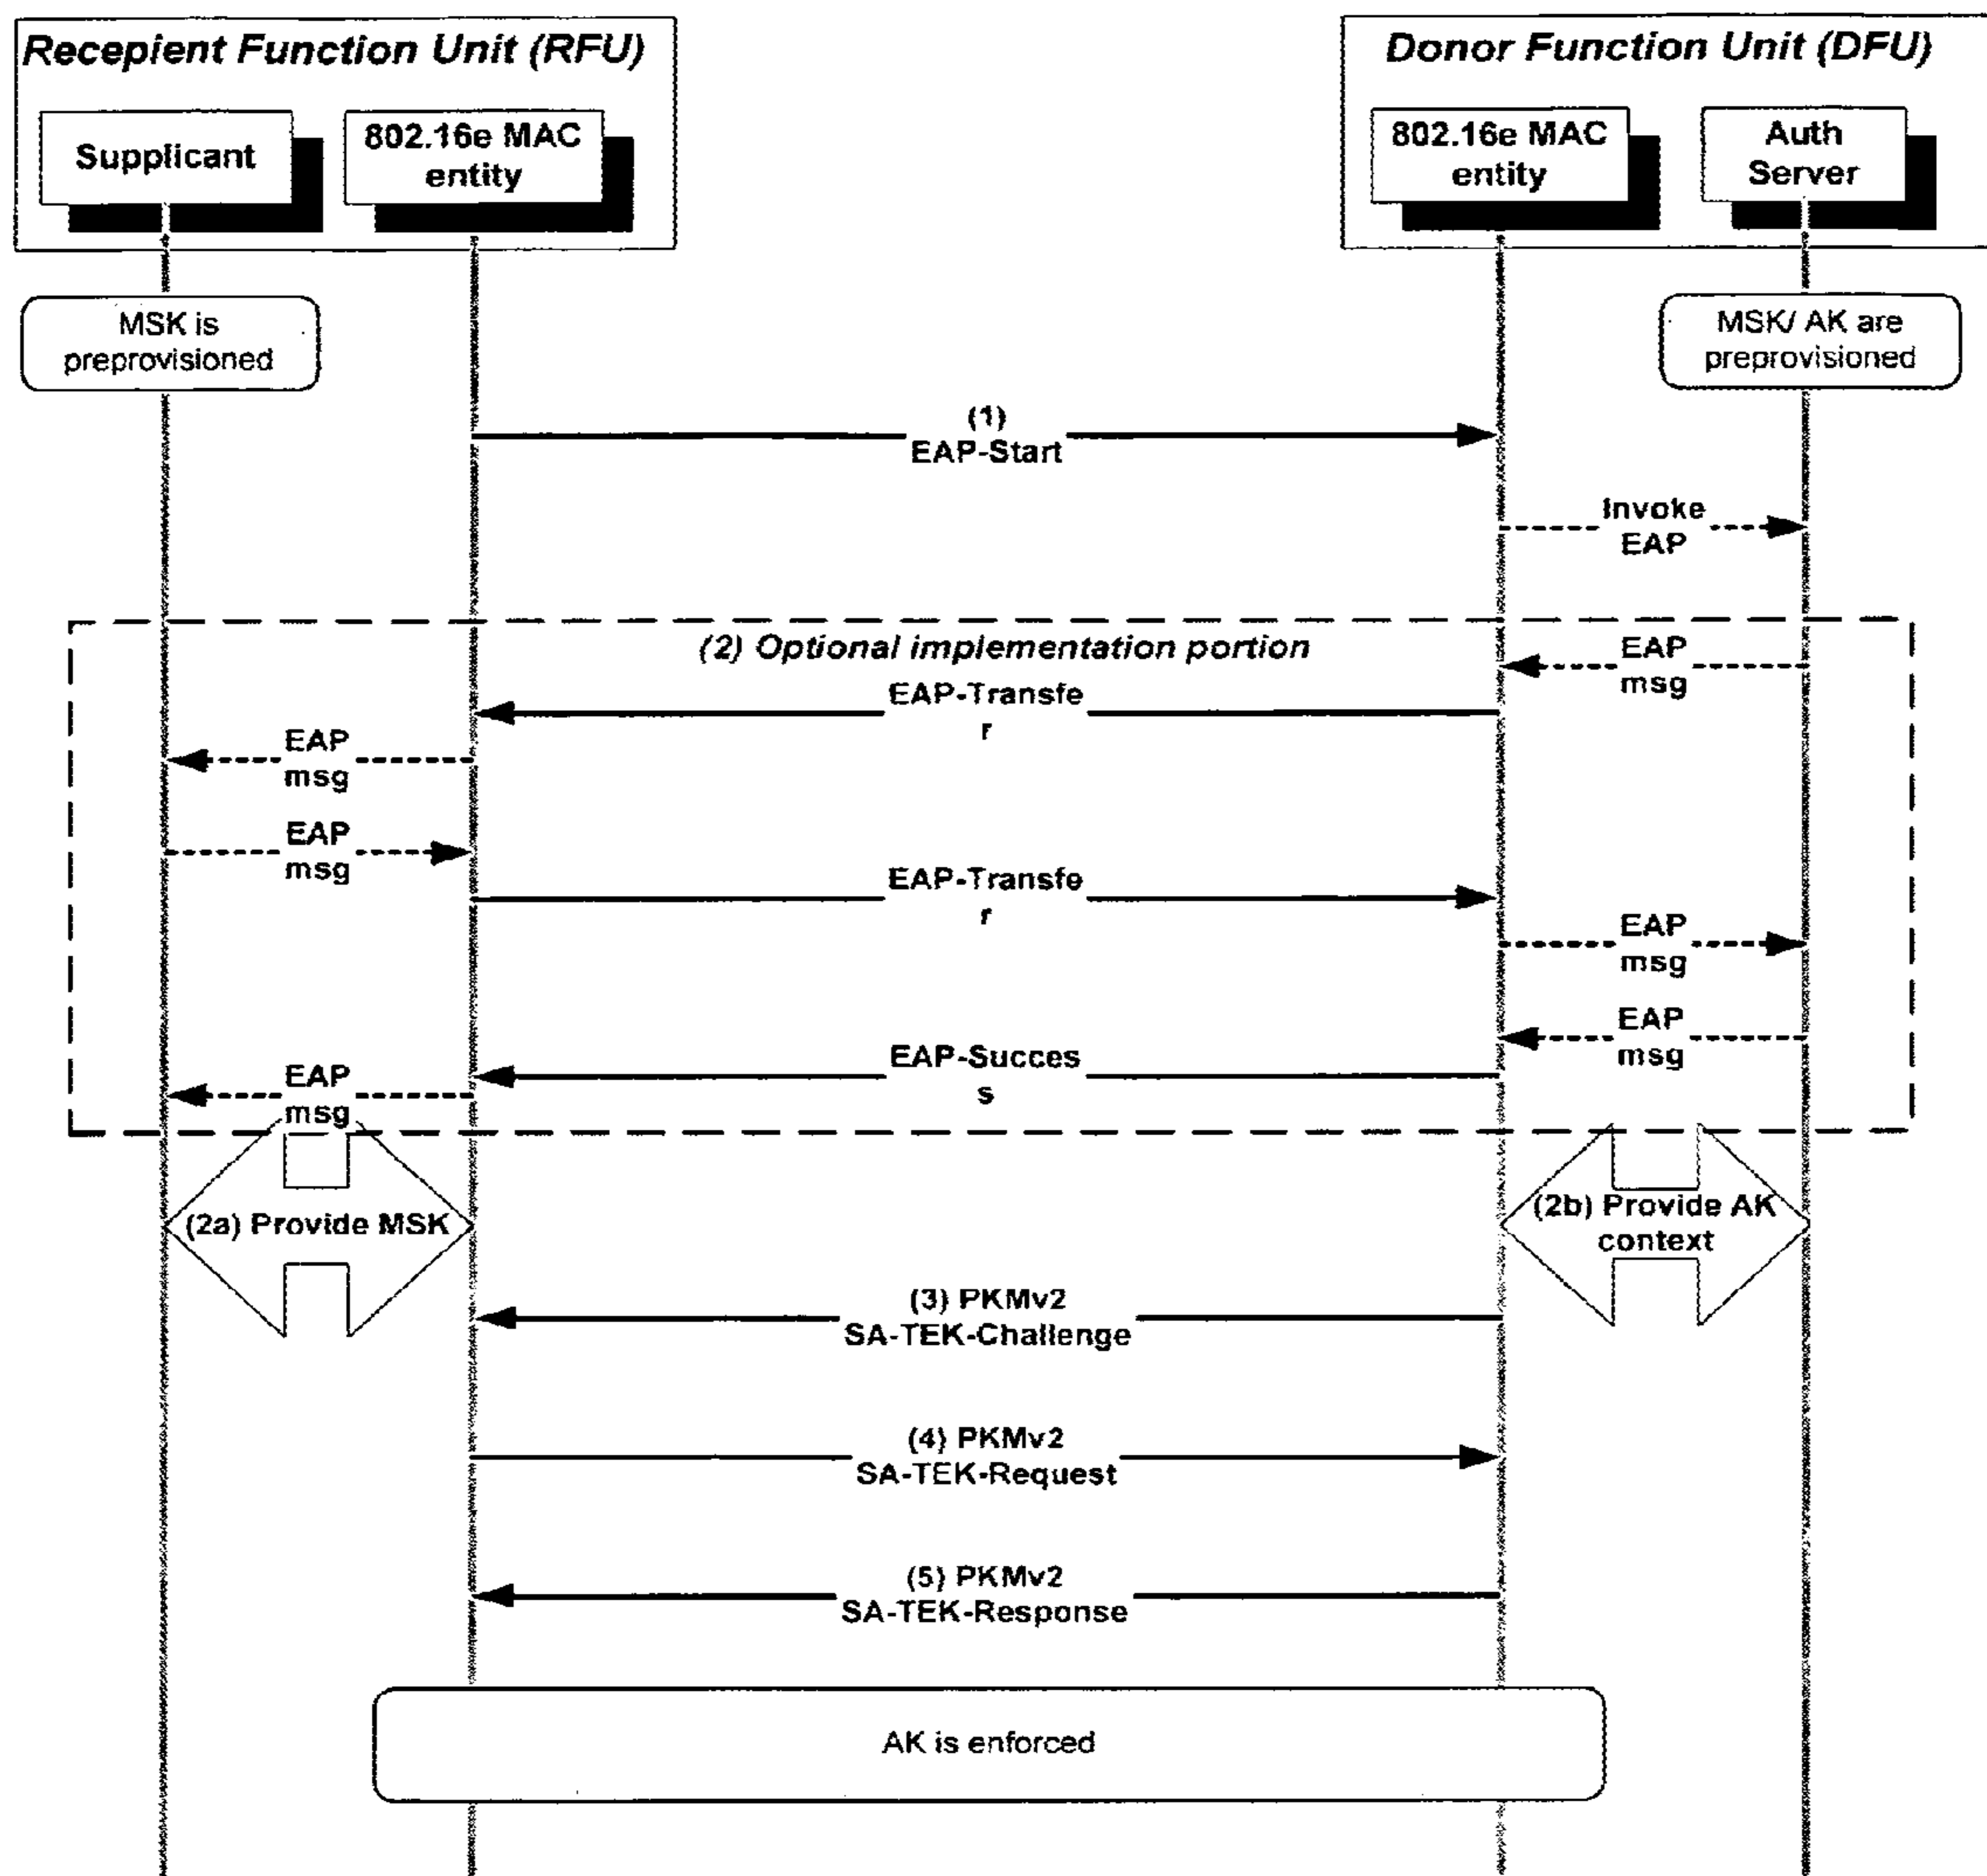 Recepient Function Unit (RFU)
Donor Function Unit (DFU)
Supplicant
802.16e MAC
entity
802.16e MAC
entity
Auth
Server
MSK is
preprovisioned
MSK/ AK are
preprovisioned
(1)
EAP-Start
Invoke
EAP
(2) Optional implementation portion
EAP
msg
EAP-Transfe
r
EAP
msg
EAP
msg
EAP-Transfe
r
EAP
msg
EAP
msg
EAP-Succes
s
EAP
msg
(2a) Provide MSK
(2b) Provide AK
context
(3) PKMv2
SA-TEK-Challenge
(4) PKMv2
SA-TEK-Request
(5) PKMv2
SA-TEK-Response
AK is enforced